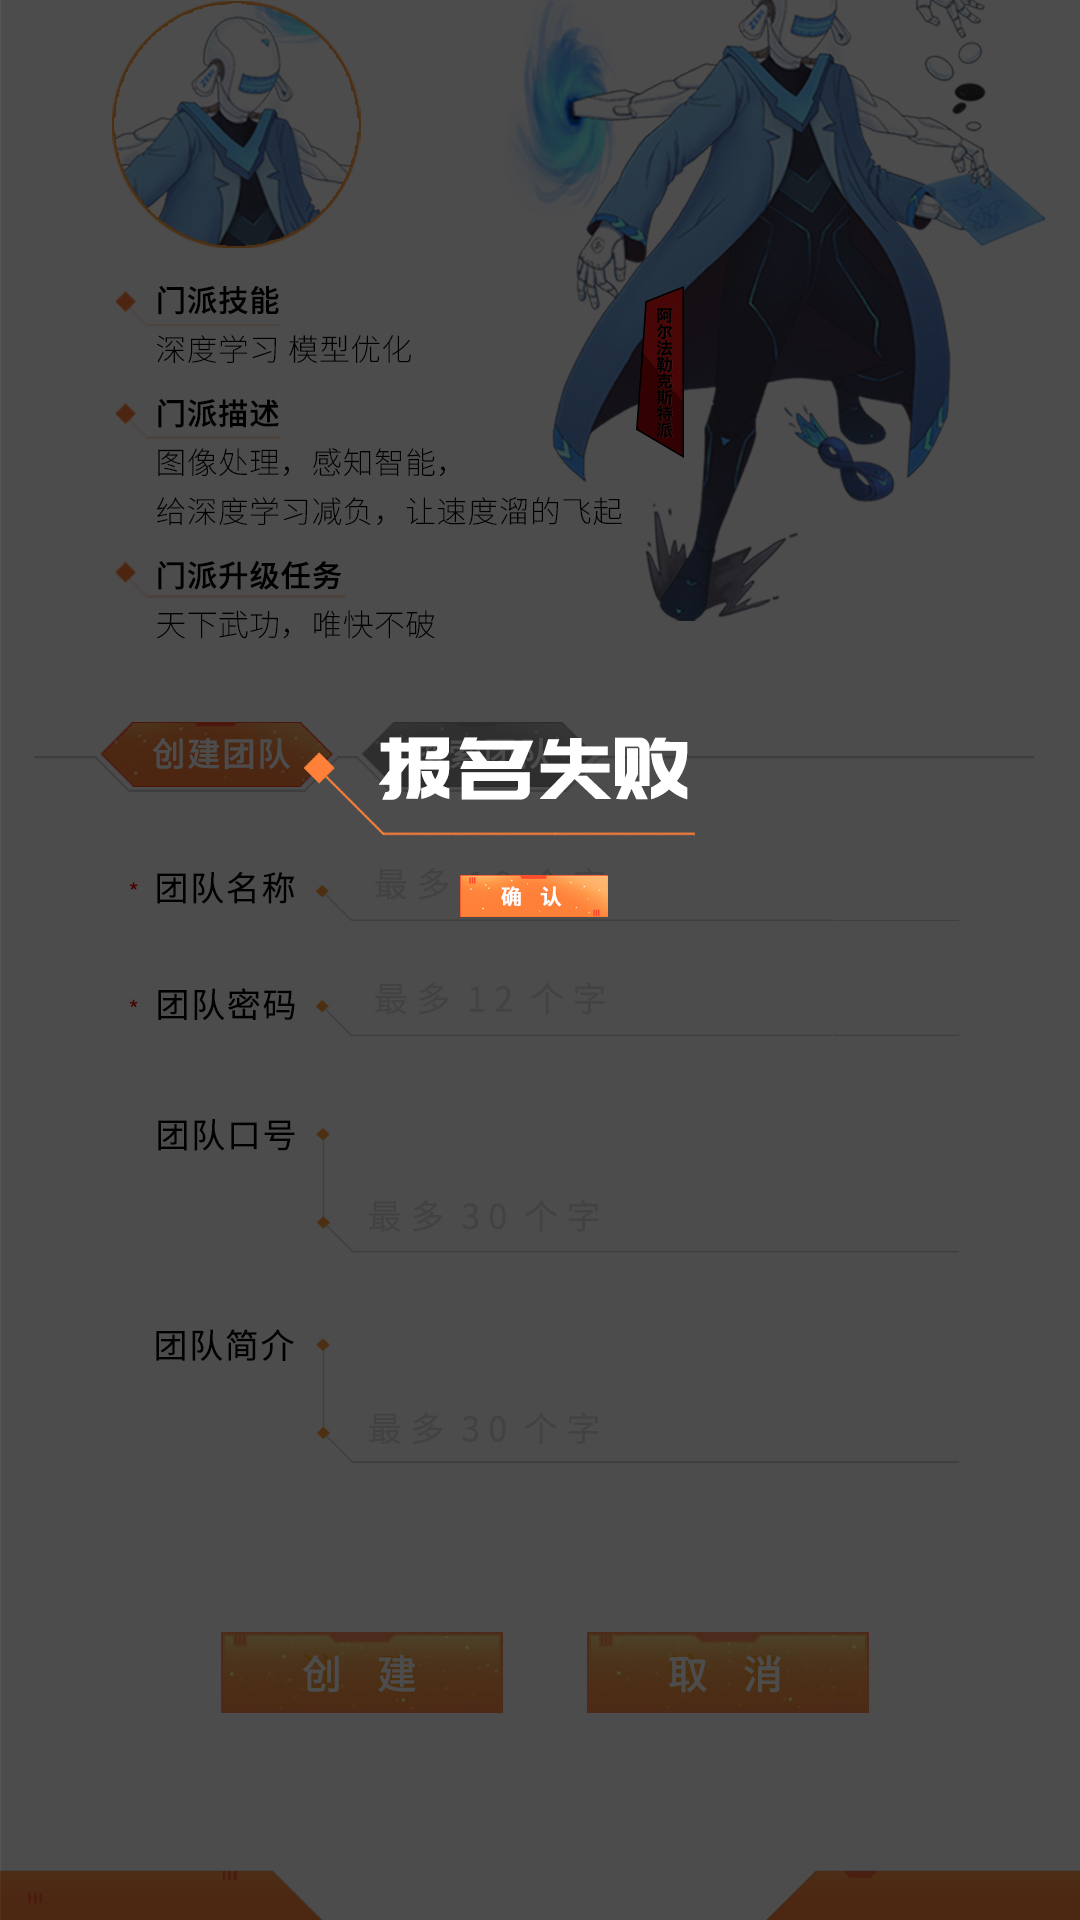 门派技能
深度学习 模型优化
阿尔法勒克斯特派
门派描述
图像处理，感知智能，
给深度学习减负，让速度溜的飞起
门派升级任务
天下武功，唯快不破
创建团队
报名失败
* 团队名称
最多
个字
确 认
* 团队密码
最多 12 个字
团队口号
最多 30 个字
团队简介
最多 30 个字
创 建
取 消